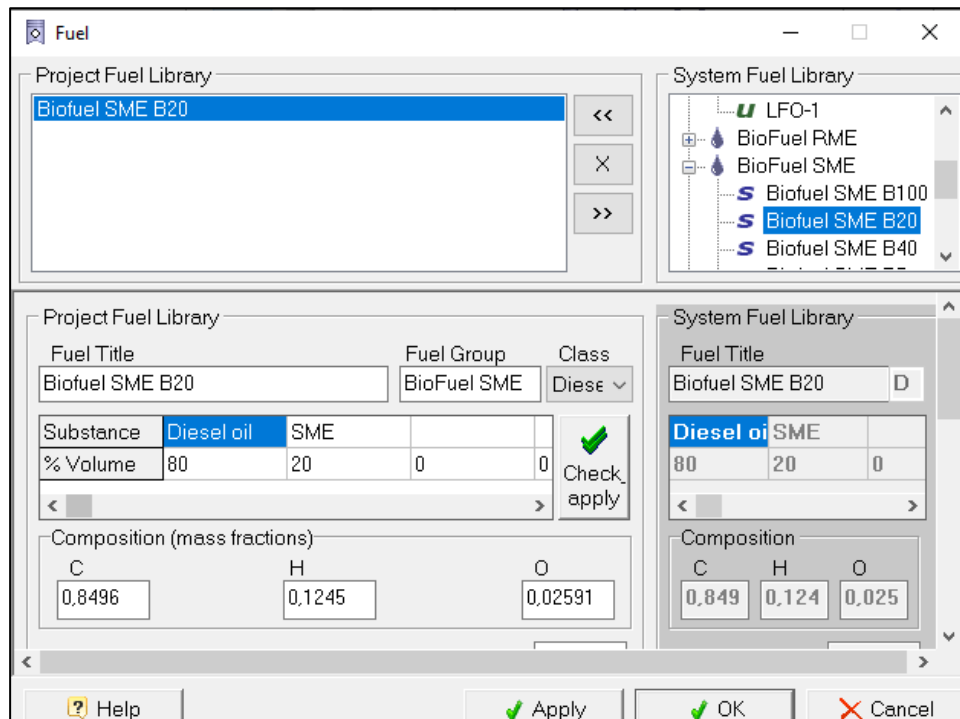 Fuel
Project Fuel Library
Biofuel SME B20
<<
X
>>
System Fuel Library
LFO-1
BioFuel RME
BioFuel SME
Biofuel SME B100
Biofuel SME B20
Biofuel SME B40
Project Fuel Library
Fuel Title Fuel Group Class
Biofuel SME B20 BioFuel SME Diese
Substance Diesel oil SME
% Volume 80 20 0 0
Check_
apply
Composition (mass fractions)
C H O
0,8496 0,1245 0,02591
System Fuel Library
Fuel Title
Biofuel SME B20 D
Diesel oi SME
80 20 0
Composition
C H O
0,849 0,124 0,025
Help Apply OK Cancel